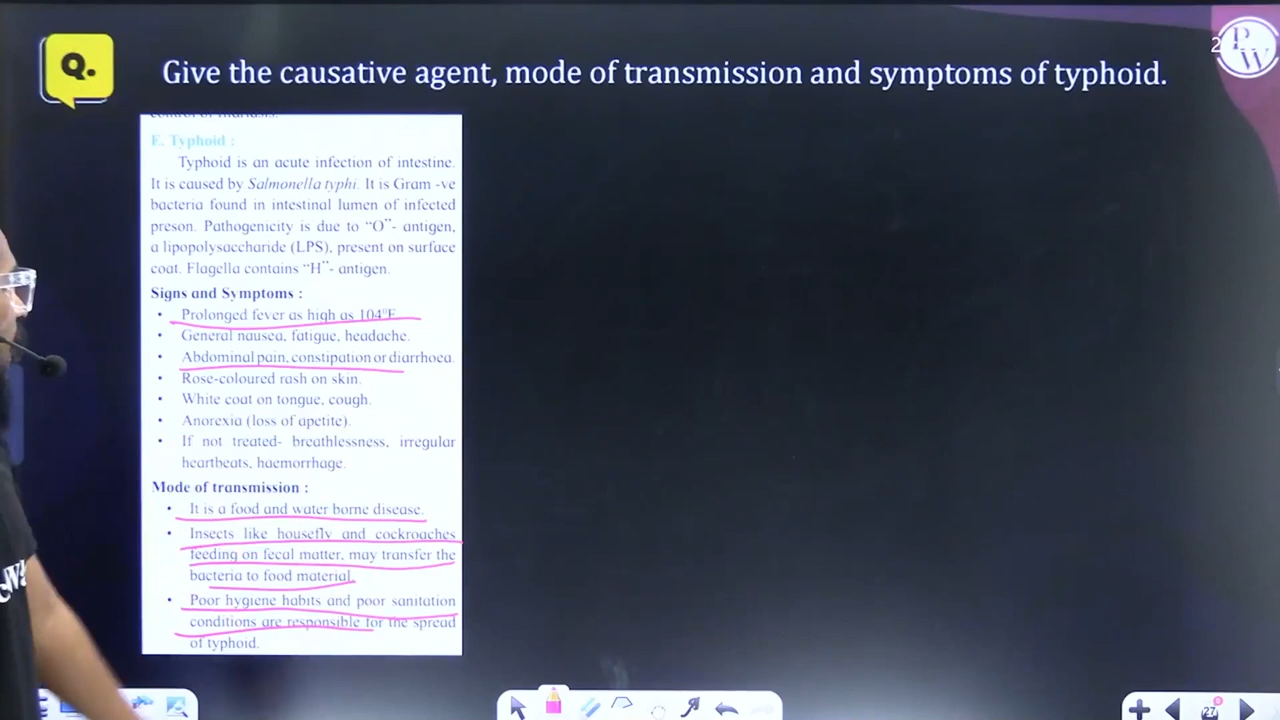 Q.
Give the causative agent, mode of transmission and symptoms of typhoid.
2
P
W
E. Typhoid :
Typhoid is an acute infection of intestine.
It is caused by Salmonella typhi. It is Gram -ve
bacteria found in intestinal lumen of infected
preson. Pathogenicity is due to “O”- antigen,
a lipopolysaccharide (LPS), present on surface
coat. Flagella contains “H”- antigen.
Signs and Symptoms :
• Prolonged fever as high as 104⁰F
• General nausea, fatigue, headache.
• Abdominal pain, constipation or diarrhoea.
• Rose-coloured rash on skin.
• White coat on tongue, cough.
• Anorexia (loss of apetite).
• If not treated- breathlessness, irregular
heartbeats, haemorrhage.
Mode of transmission :
• It is a food and water borne disease.
• Insects like housefly and cockroaches
feeding on fecal matter, may transfer the
bacteria to food material.
• Poor hygiene habits and poor sanitation
conditions are responsible for the spread
of typhoid.
27